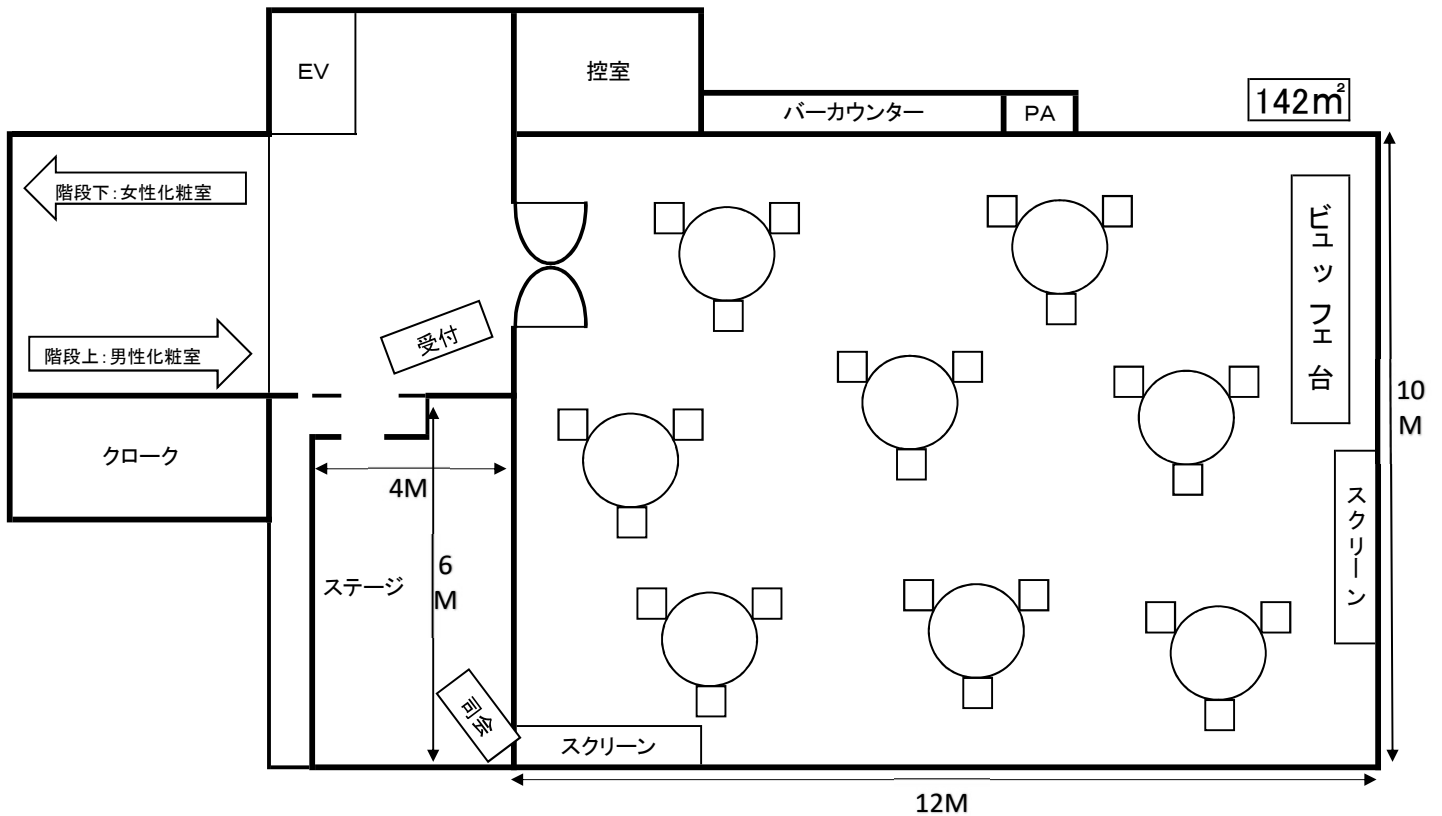 EV
控室
バーカウンター
PA
142㎡
階段下:女性化粧室
ビュッフェ台
受付
階段上:男性化粧室
10
M
クローク
4M
スクリーン
6
M
ステージ
司会
スクリーン
12M